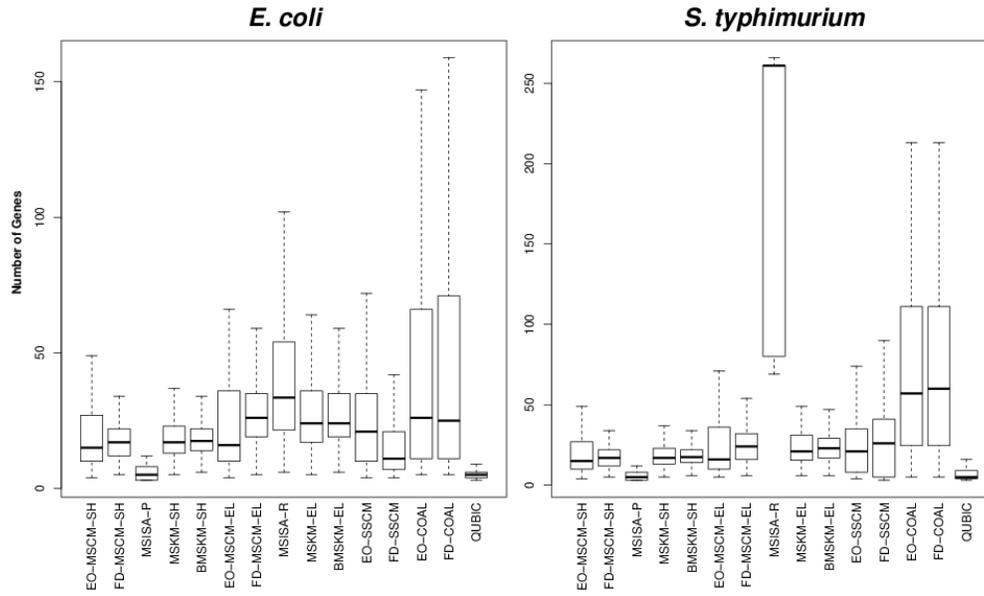 E. coli
S. typhimurium
Number of Genes
150
100
50
0
EO−MSCM−SH
FD−MSCM−SH
MSISA−P
MSKM−SH
BMSKM−SH
EO−MSCM−EL
FD−MSCM−EL
MSISA−R
MSKM−EL
BMSKM−EL
EO−SSCM
FD−SSCM
EO−COAL
FD−COAL
QUBIC
250
200
150
100
50
0
EO−MSCM−SH
FD−MSCM−SH
MSISA−P
MSKM−SH
BMSKM−SH
EO−MSCM−EL
FD−MSCM−EL
MSISA−R
MSKM−EL
BMSKM−EL
EO−SSCM
FD−SSCM
EO−COAL
FD−COAL
QUBIC